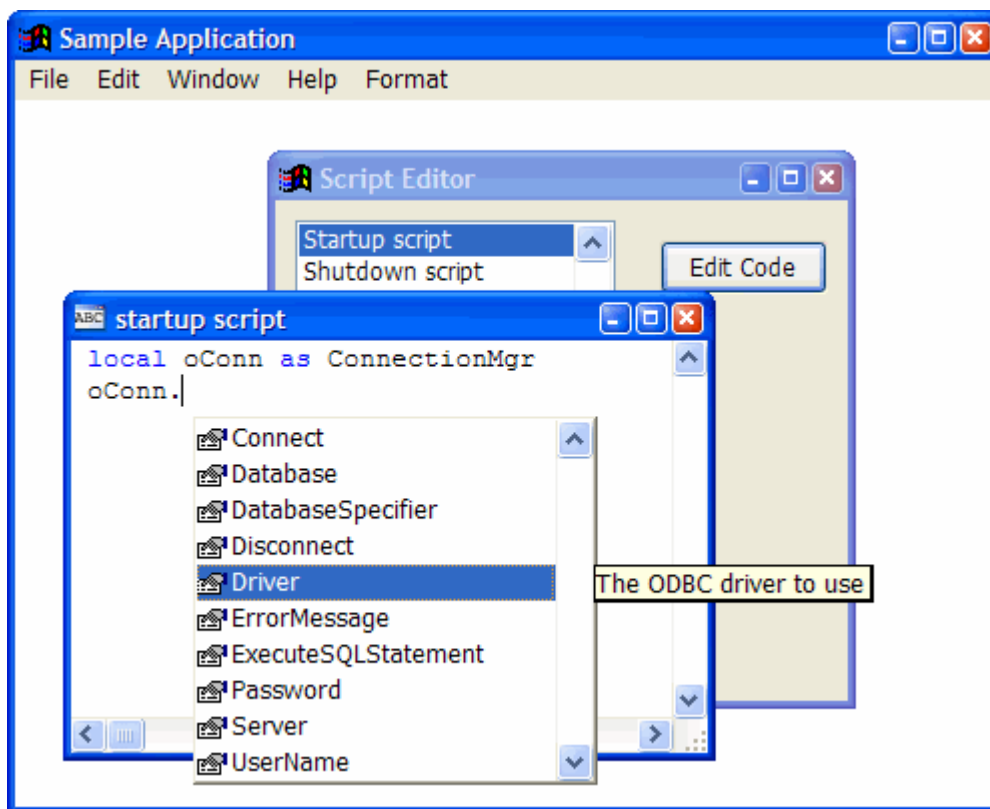 Sample Application
File Edit Window Help Format
Script Editor
Startup script
Shutdown script
Edit Code
ABC startup script
local oConn as ConnectionMgr
oConn.
Connect
Database
DatabaseSpecifier
Disconnect
Driver
The ODBC driver to use
ErrorMessage
ExecuteSQLStatement
Password
Server
UserName